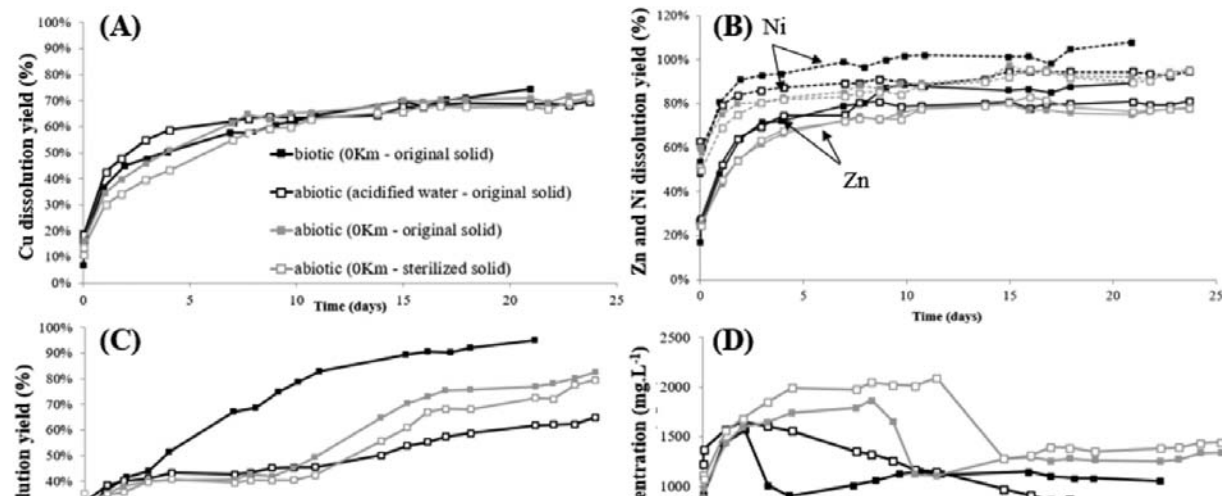 (A)
Cu dissolution yield (%)
100%
90%
80%
70%
60%
50%
40%
30%
20%
10%
0%
0
5
10
15
20
25
Time (days)
biotic (0Km - original solid)
abiotic (acidified water - original solid)
abiotic (0Km - original solid)
abiotic (0Km - sterilized solid)
(B)
Zn and Ni dissolution yield (%)
120%
100%
80%
60%
40%
20%
0%
0
5
10
15
20
25
Time (days)
Ni
Zn
(C)
yield (%)
100%
90%
80%
70%
60%
50%
40%
(D)
(mg.L-1)
2500
2000
1500
1000